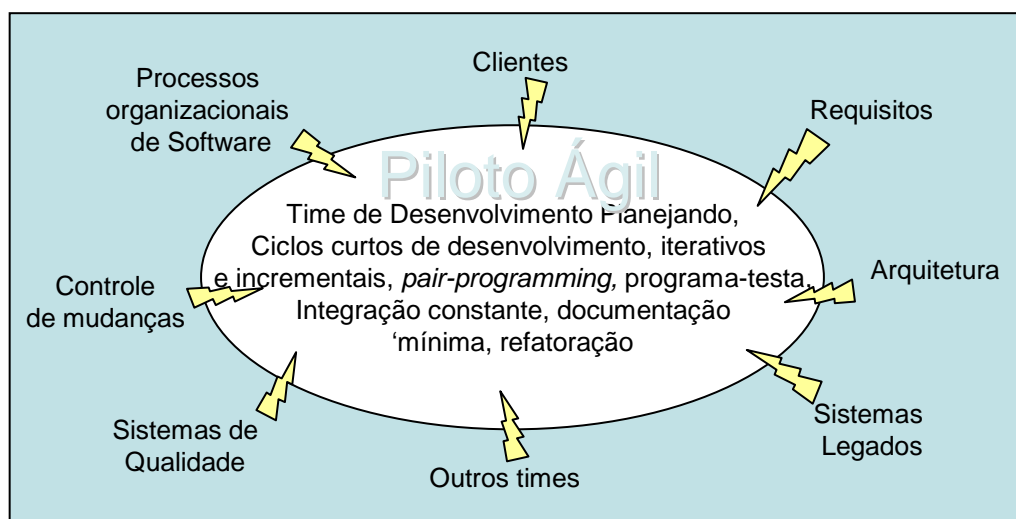 Clientes
Processos
organizacionais
de Software
Requisitos
Piloto Ágil
Time de Desenvolvimento Planejando,
Ciclos curtos de desenvolvimento, iterativos
e incrementais, pair-programming, programa-testa,
Integração constante, documentação
‘mínima, refatoração
Arquitetura
Controle
de mudanças
Sistemas
Legados
Sistemas de
Qualidade
Outros times